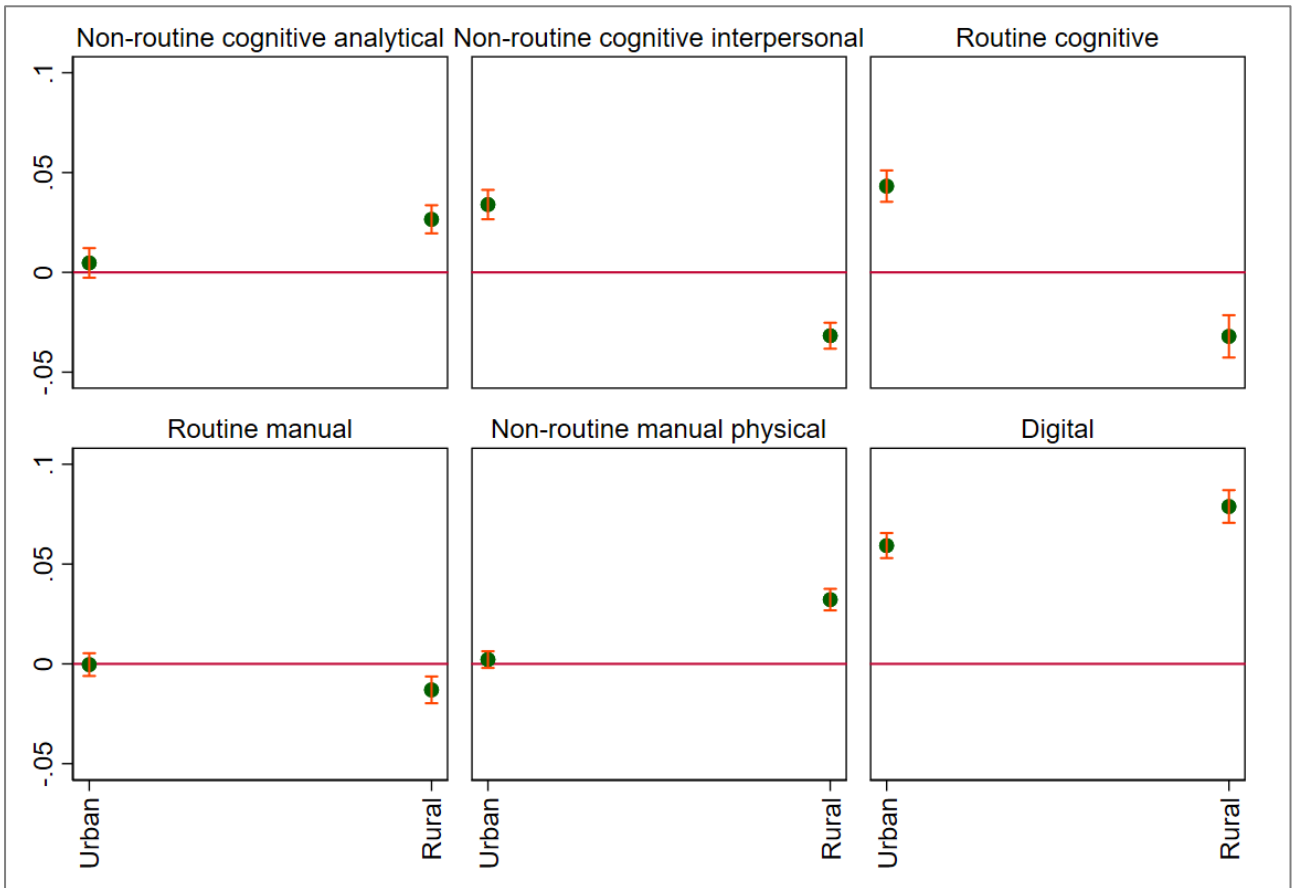 Non-routine cognitive analytical
Non-routine cognitive interpersonal
Routine cognitive
.1
.05
0
-.05
Routine manual
Non-routine manual physical
Digital
.1
.05
0
-.05
Urban
Rural
Urban
Rural
Urban
Rural